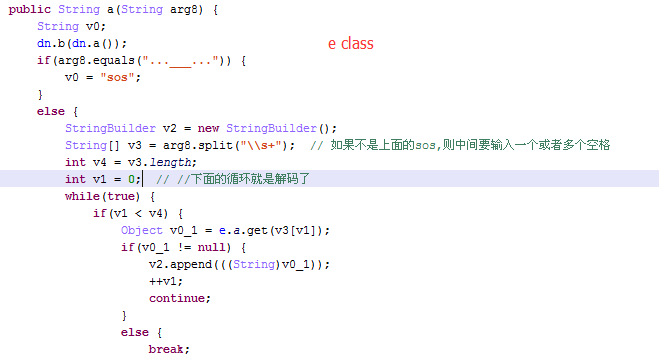 public String a(String arg8) {
    String v0;
    dn.b(dn.a());
e class
    if(arg8.equals("...___...")) {
        v0 = "sos";
    }
    else {
        StringBuilder v2 = new StringBuilder();
        String[] v3 = arg8.split("\\s+");  // 如果不是上面的sos,则中间要输入一个或者多个空格
        int v4 = v3.length;
        int v1 = 0;  // //下面的循环就是解码了
        while(true) {
            if(v1 < v4) {
                Object v0_1 = e.a.get(v3[v1]);
                if(v0_1 != null) {
                    v2.append(((String)v0_1));
                    ++v1;
                    continue;
                }
                else {
                    break;